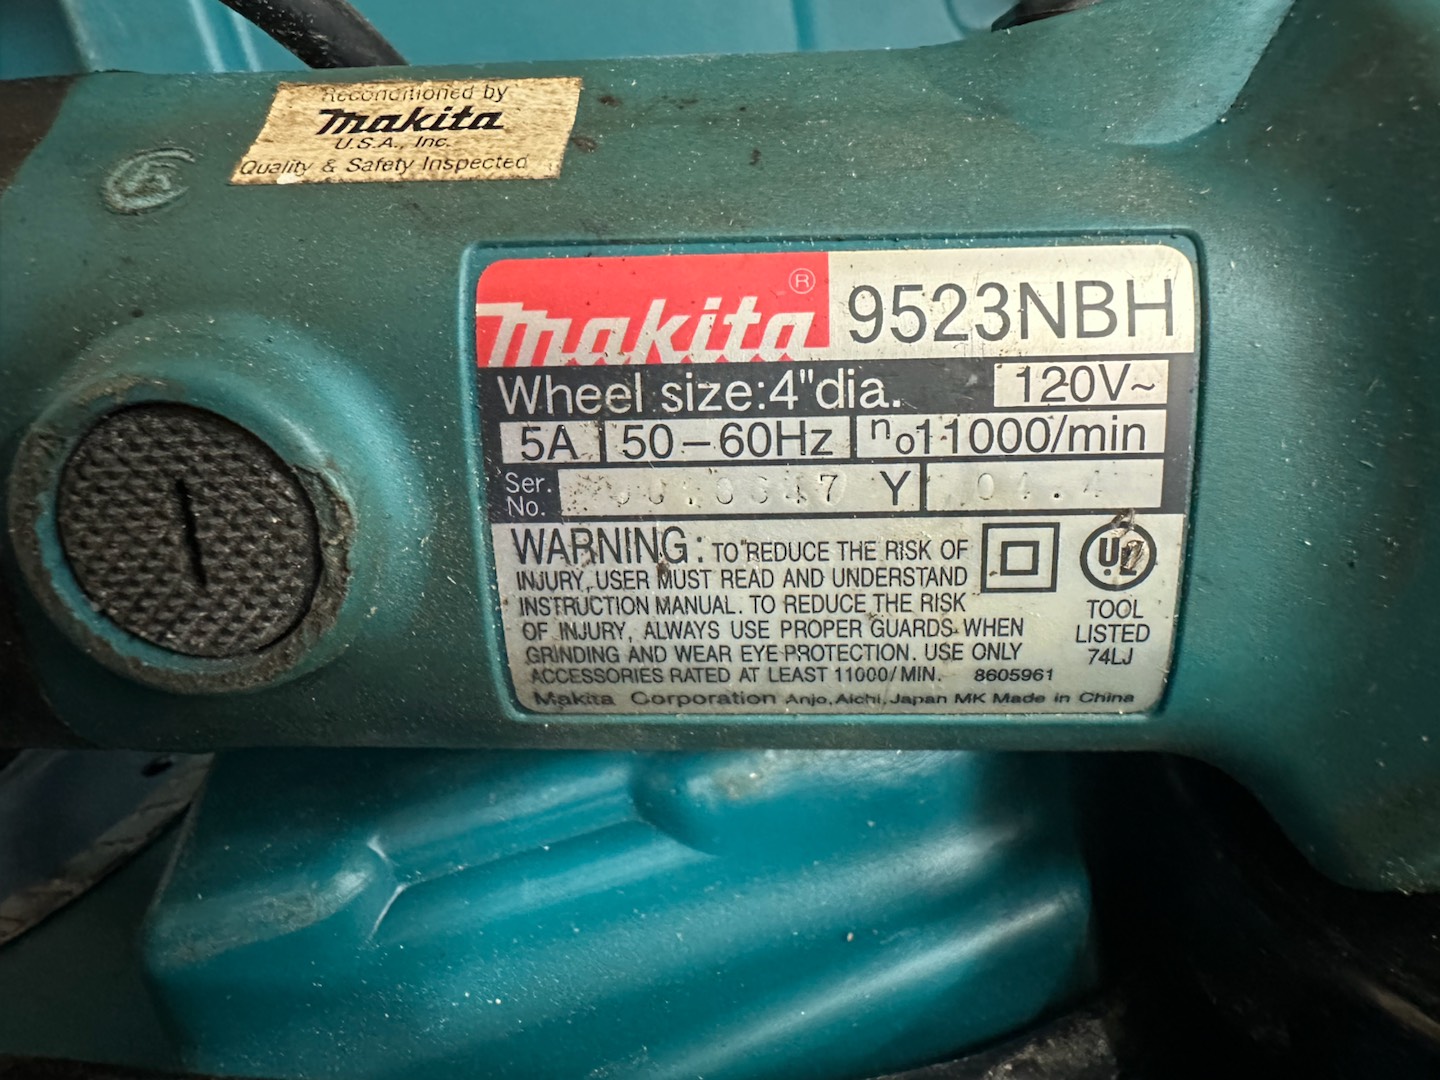 Reconditioned by
Makita
U.S.A., Inc.
Quality & Safety Inspected
Makita® 9523NBH
Wheel size:4"dia. 120V~
5A 50–60Hz no11000/min
Ser. No. Y
WARNING: TO REDUCE THE RISK OF
INJURY, USER MUST READ AND UNDERSTAND
INSTRUCTION MANUAL. TO REDUCE THE RISK
OF INJURY, ALWAYS USE PROPER GUARDS WHEN
GRINDING AND WEAR EYE PROTECTION. USE ONLY
ACCESSORIES RATED AT LEAST 11000/MIN. 8605961
Makita Corporation Anjo, Aichi, Japan MK Made in China
UL
TOOL
LISTED
74LJ